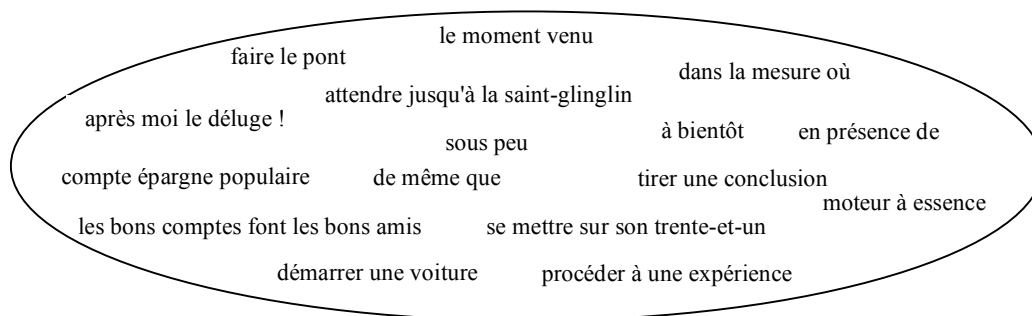 le moment venu
faire le pont
dans la mesure où
attendre jusqu'à la saint-glinglin
après moi le déluge !
à bientôt
en présence de
sous peu
compte épargne populaire
de même que
tirer une conclusion
moteur à essence
les bons comptes font les bons amis
se mettre sur son trente-et-un
démarrer une voiture
procéder à une expérience